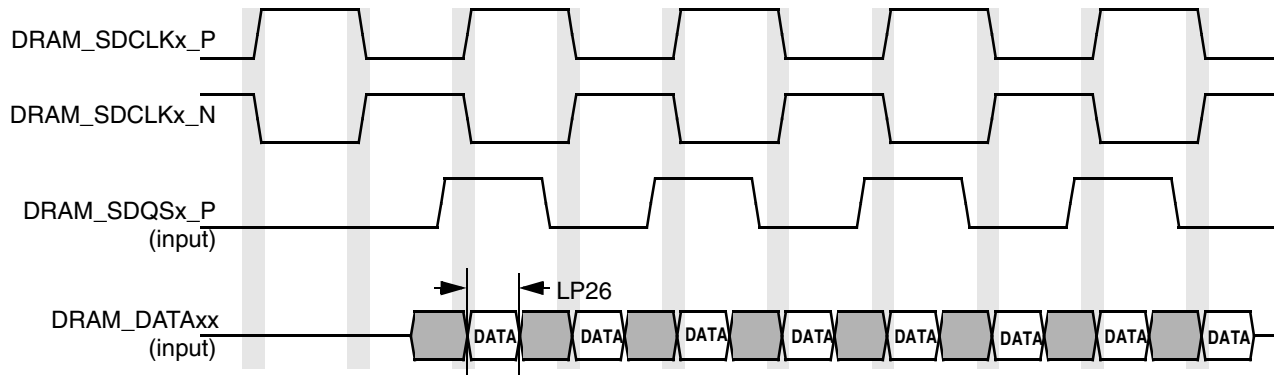 DRAM_SDCLKx_P
DRAM_SDCLKx_N
DRAM_SDQSx_P
(input)
LP26
DRAM_DATAxx
(input)
DATA DATA DATA DATA DATA DATA DATA DATA